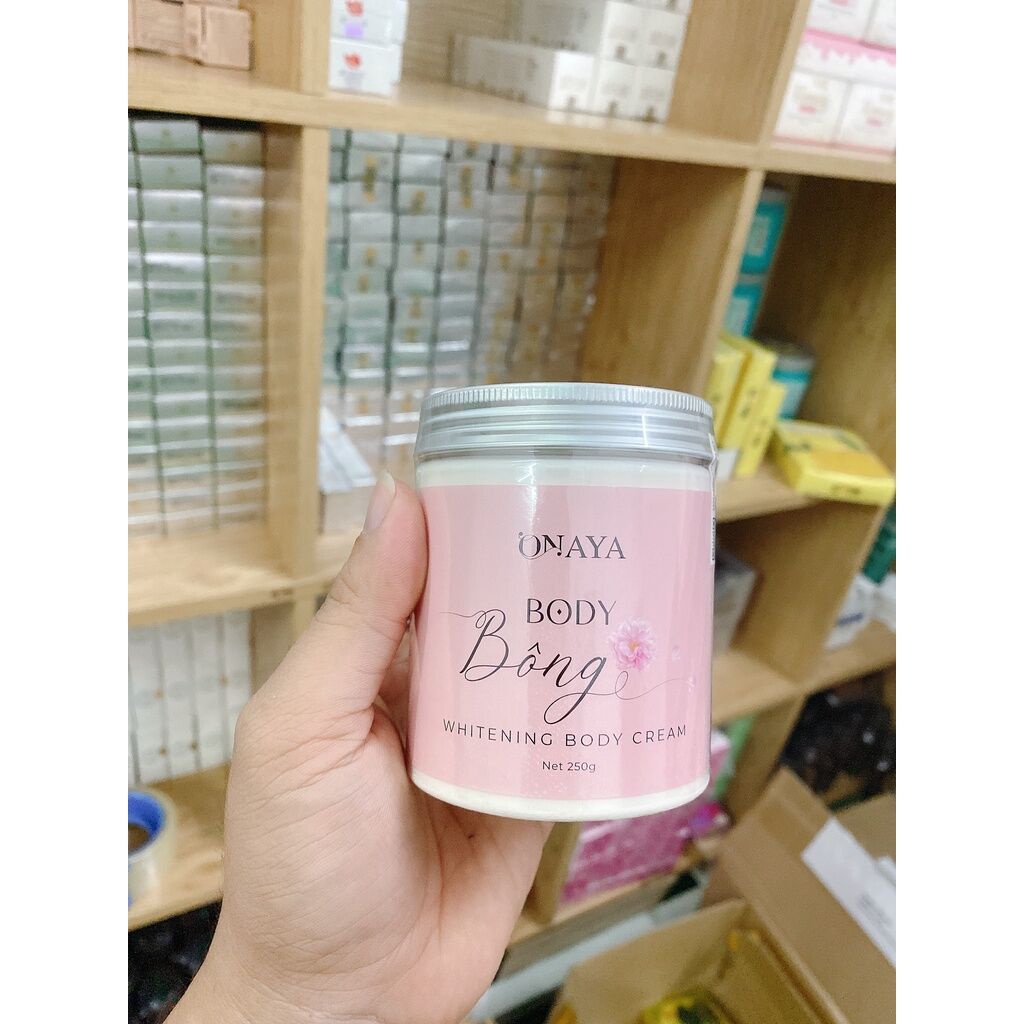 ONAYA
BODY
Bông
WHITENING BODY CREAM
Net 250g